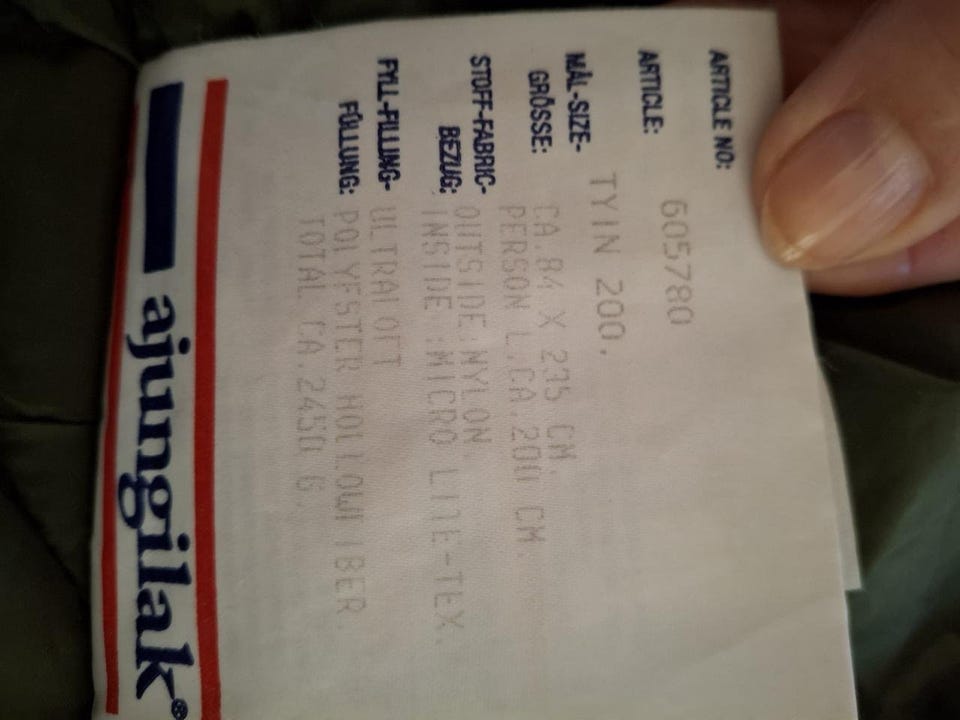 ARTICLE NO: 605780
ARTICLE: TYIN 200.
MÅL-SIZE- CA.84 X 235 CM.
GRÖSSE: PERSON L.CA.200 CM.
STOFF-FABRIC- OUTSIDE:NYLON.
BEZUG: INSIDE :MICRO LITE-TEX.
FYLL-FILLING- ULTRALOFT
FÜLLUNG: POLYESTER HOLLOWFIBER.
TOTAL CA.2450 G.
ajungilak®